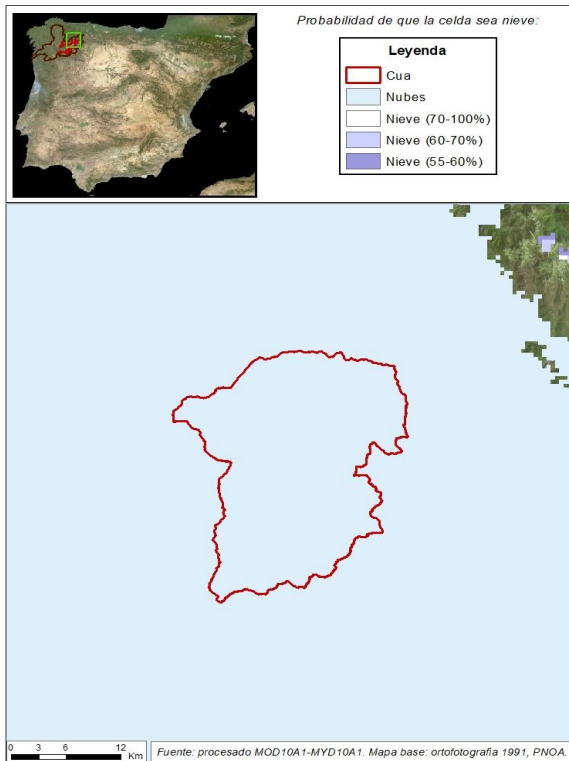 Probabilidad de que la celda sea nieve:
Leyenda
Cua
Nubes
Nieve (70-100%)
Nieve (60-70%)
Nieve (55-60%)
0 3 6 12
Km
Fuente: procesado MOD10A1-MYD10A1. Mapa base: ortofotografia 1991, PNOA.